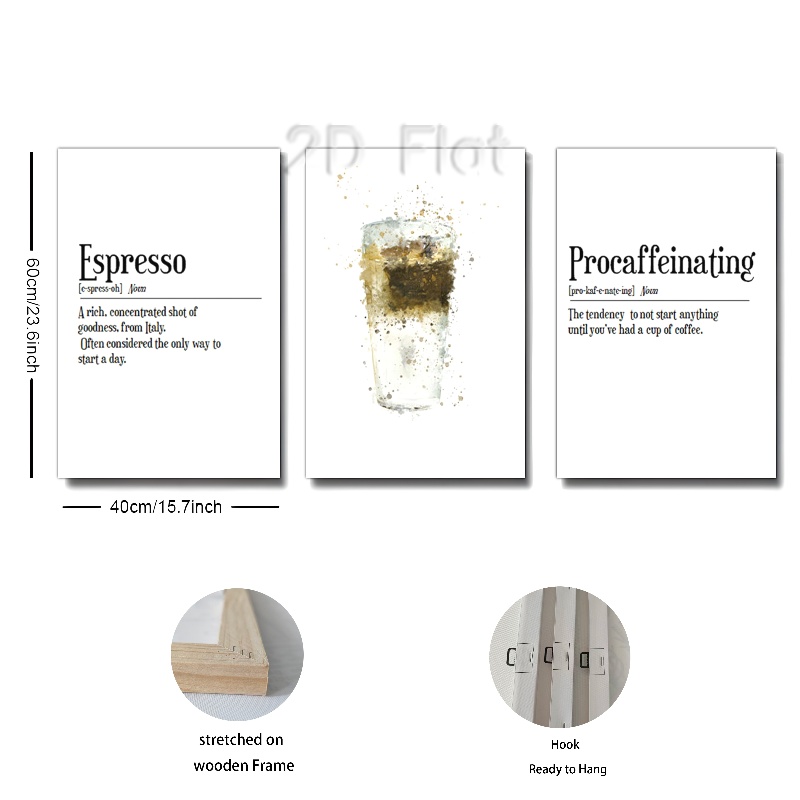 2D Flat
60cm/23.6inch
Espresso
[e-spress-oh] Noun
A rich, concentrated shot of
goodness, from Italy.
Often considered the only way to
start a day.
Procaffeinating
[pro-kaf-e-nate-ing] Noun
The tendency to not start anything
until you've had a cup of coffee.
40cm/15.7inch
stretched on
wooden Frame
Hook
Ready to Hang